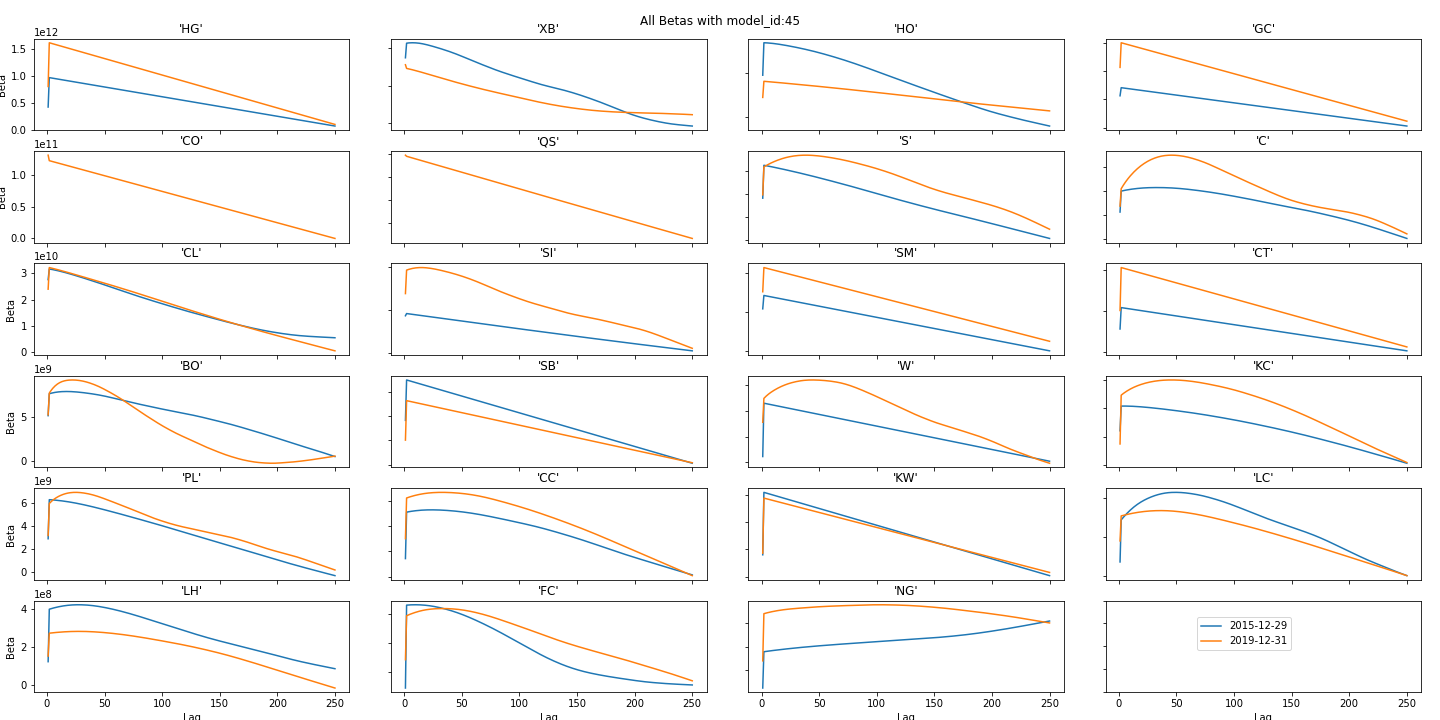 All Betas with model_id:45
'HG' 'XB' 'HO' 'GC'
1e12
1.5
1.0
0.5
0.0
Beta
'CO' 'QS' 'S' 'C'
1e11
1.0
0.5
0.0
Beta
'CL' 'SI' 'SM' 'CT'
1e10
3
2
1
0
Beta
'BO' 'SB' 'W' 'KC'
1e9
5
0
Beta
'PL' 'CC' 'KW' 'LC'
1e9
6
4
2
0
Beta
'LH' 'FC' 'NG'
1e8
4
2
0
Beta
2015-12-29
2019-12-31
0 50 100 150 200 250 0 50 100 150 200 250 0 50 100 150 200 250 0 50 100 150 200 250
Lag Lag Lag Lag